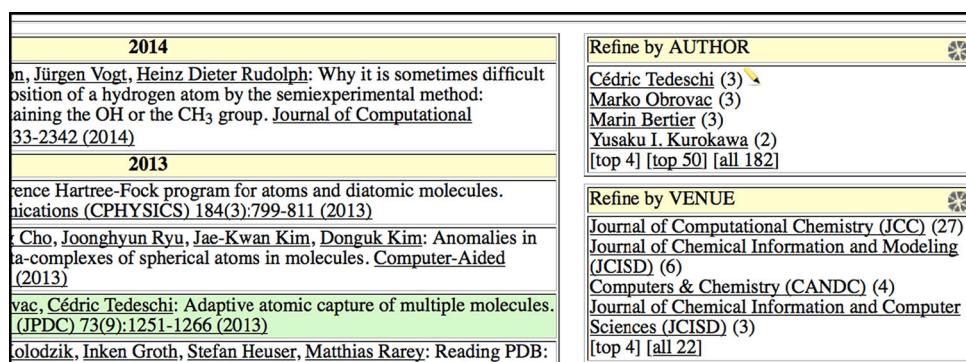 2014
on, Jürgen Vogt, Heinz Dieter Rudolph: Why it is sometimes difficult
osition of a hydrogen atom by the semiexperimental method:
taining the OH or the CH3 group. Journal of Computational
33-2342 (2014)
2013
rence Hartree-Fock program for atoms and diatomic molecules.
nications (CPHYSICS) 184(3):799-811 (2013)
g Cho, Joonghyun Ryu, Jae-Kwan Kim, Donguk Kim: Anomalies in
ta-complexes of spherical atoms in molecules. Computer-Aided
(2013)
vac, Cédric Tedeschi: Adaptive atomic capture of multiple molecules.
(JPDC) 73(9):1251-1266 (2013)
Kolodzik, Inken Groth, Stefan Heuser, Matthias Rarey: Reading PDB:
Refine by AUTHOR
Cédric Tedeschi (3)
Marko Obrovac (3)
Marin Bertier (3)
Yusaku I. Kurokawa (2)
[top 4] [top 50] [all 182]
Refine by VENUE
Journal of Computational Chemistry (JCC) (27)
Journal of Chemical Information and Modeling
(JCISD) (6)
Computers & Chemistry (CANDC) (4)
Journal of Chemical Information and Computer
Sciences (JCISD) (3)
[top 4] [all 22]